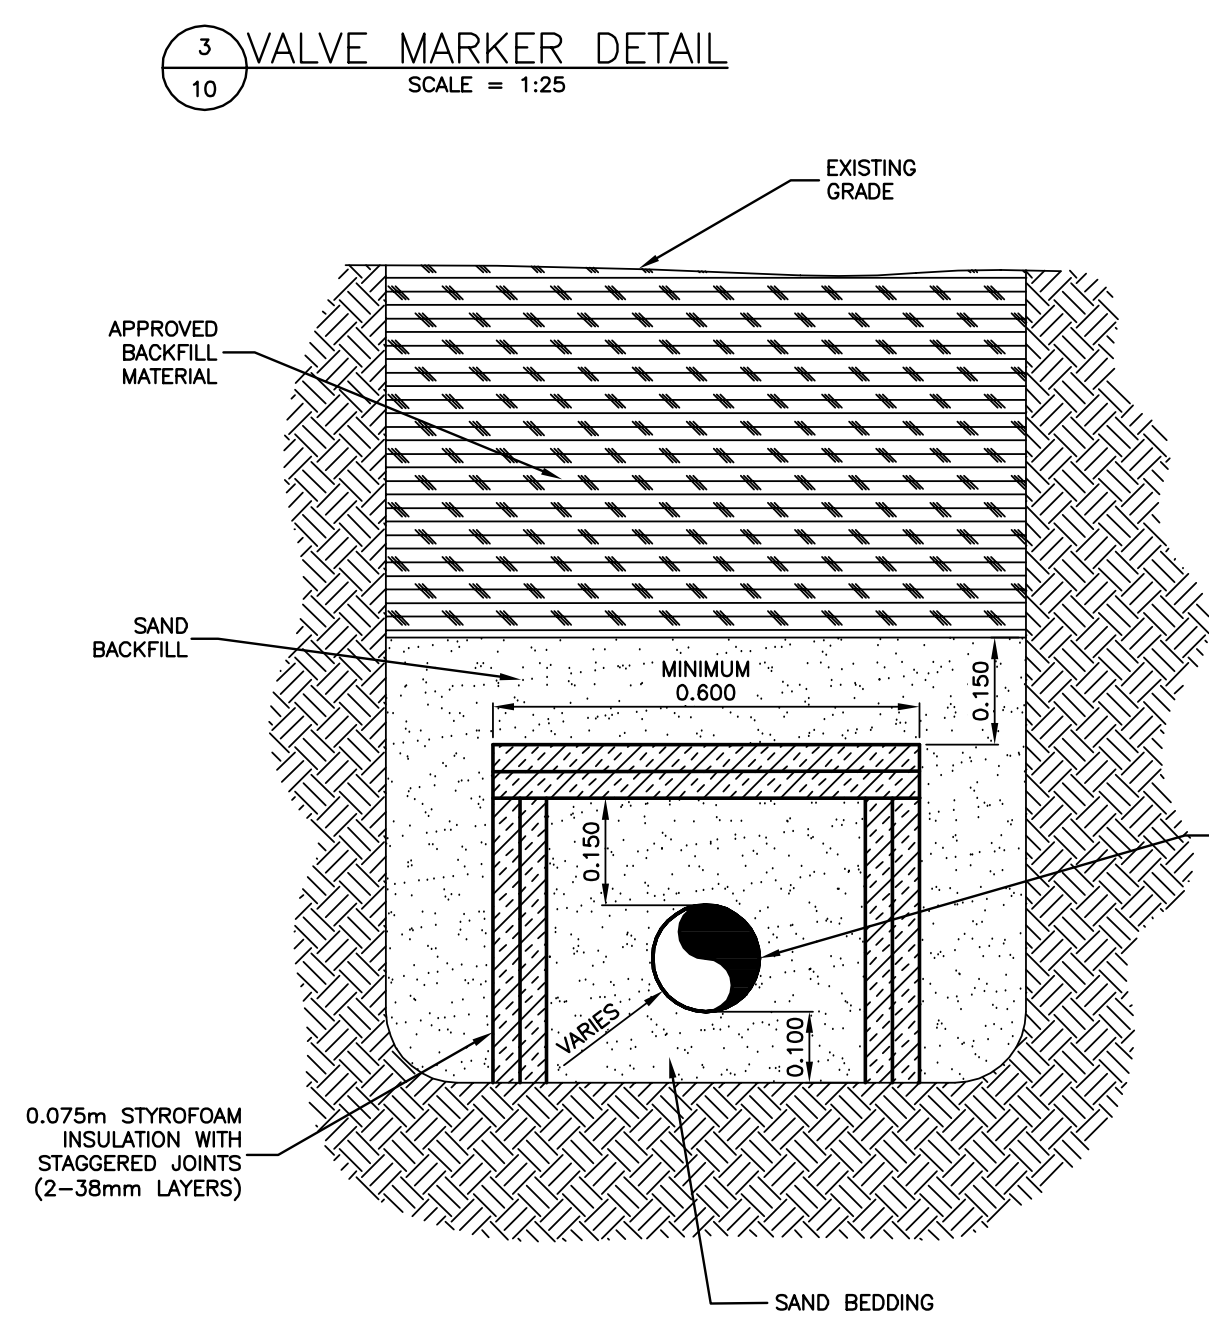 3
10
VALVE MARKER DETAIL
SCALE = 1:25
EXISTING
GRADE
APPROVED
BACKFILL
MATERIAL
SAND
BACKFILL
MINIMUM
0.600
0.150
0.150
VARIES
0.100
0.075m STYROFOAM
INSULATION WITH
STAGGERED JOINTS
(2-38mm LAYERS)
SAND BEDDING